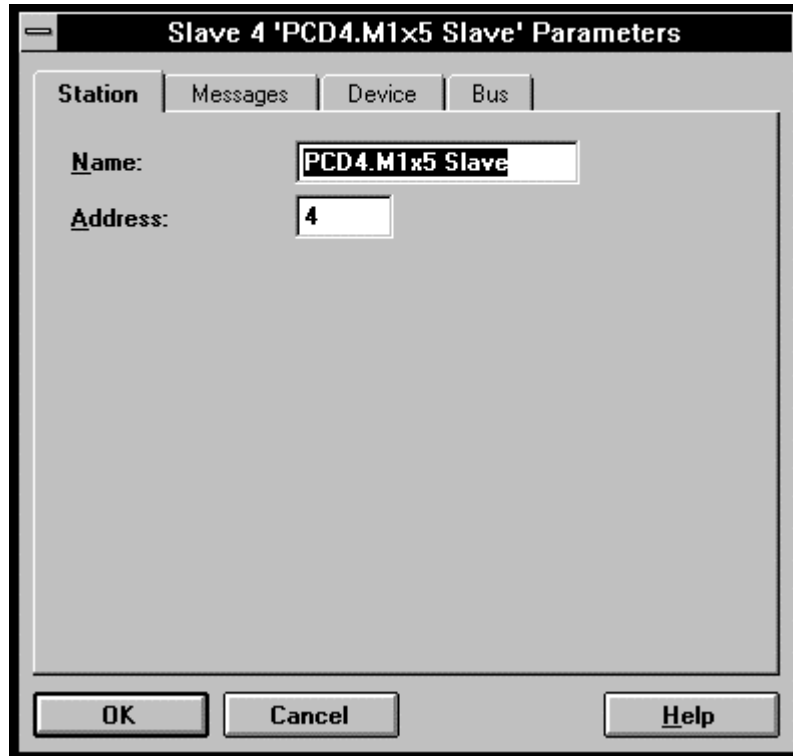 Slave 4 'PCD4.M1x5 Slave' Parameters
Station Messages Device Bus
Name: PCD4.M1x5 Slave
Address: 4
OK Cancel Help